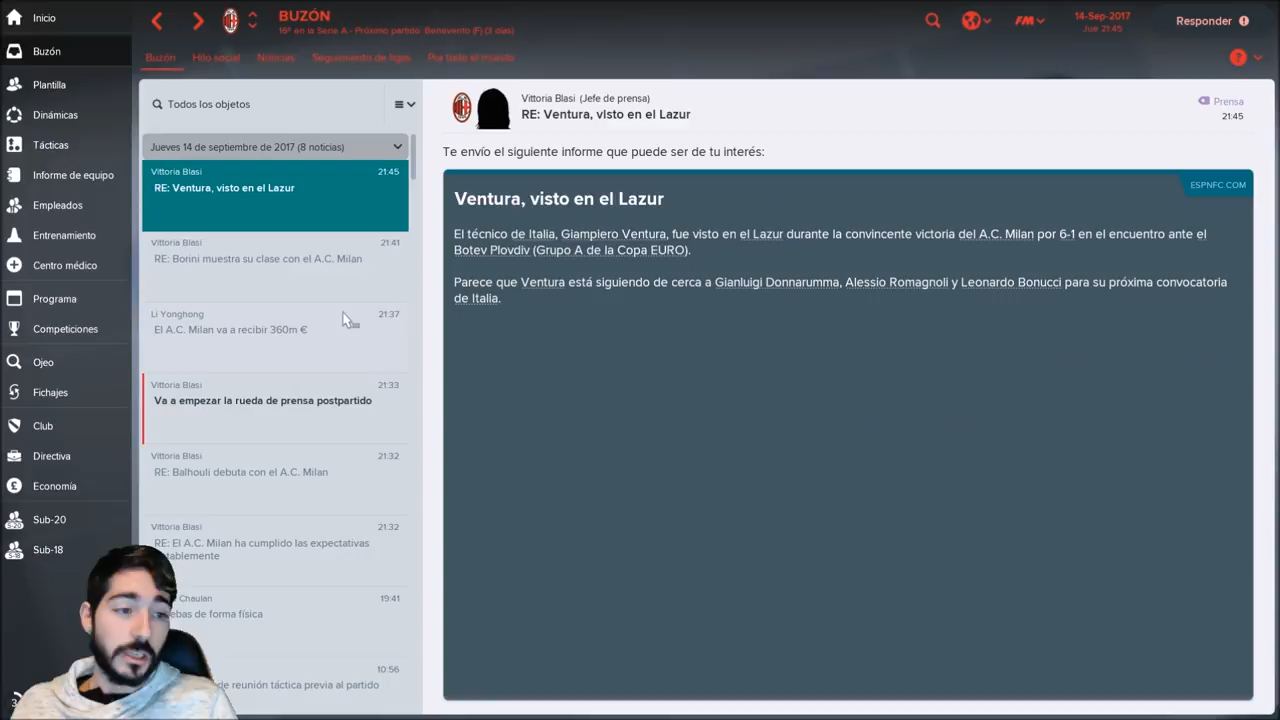 Inicio
Buzón
Plantilla
Dinámicas
Tácticas
Informe de equipo
Empleados
Entrenamiento
Centro médico
Programa
Competiciones
Ojeo
Fichajes
Club
Directiva
Economía
Sub-20
Sub-18
BUZÓN
16º en la Serie A - Próximo partido: Benevento (F) (3 días)
FM
14-Sep-2017
Jue 21:45
Responder
Buzón Hilo social Noticias Seguimiento de ligas Por todo el mundo
Todos los objetos
Jueves 14 de septiembre de 2017 (8 noticias)
Vittoria Blasi 21:45
RE: Ventura, visto en el Lazur
Vittoria Blasi 21:41
RE: Borini muestra su clase con el A.C. Milan
Li Yonghong 21:37
El A.C. Milan va a recibir 360m €
Vittoria Blasi 21:33
Va a empezar la rueda de prensa postpartido
Vittoria Blasi 21:32
RE: Balhouli debuta con el A.C. Milan
Vittoria Blasi 21:32
RE: El A.C. Milan ha cumplido las expectativas
Chaulan 19:41
de forma física
10:56
de reunión táctica previa al partido
Vittoria Blasi (Jefe de prensa)
RE: Ventura, visto en el Lazur
Prensa
21:45
Te envío el siguiente informe que puede ser de tu interés:
ESPNFC.COM
Ventura, visto en el Lazur
El técnico de Italia, Giampiero Ventura, fue visto en el Lazur durante la convincente victoria del A.C. Milan por 6-1 en el encuentro ante el
Botev Plovdiv (Grupo A de la Copa EURO).
Parece que Ventura está siguiendo de cerca a Gianluigi Donnarumma, Alessio Romagnoli y Leonardo Bonucci para su próxima convocatoria
de Italia.